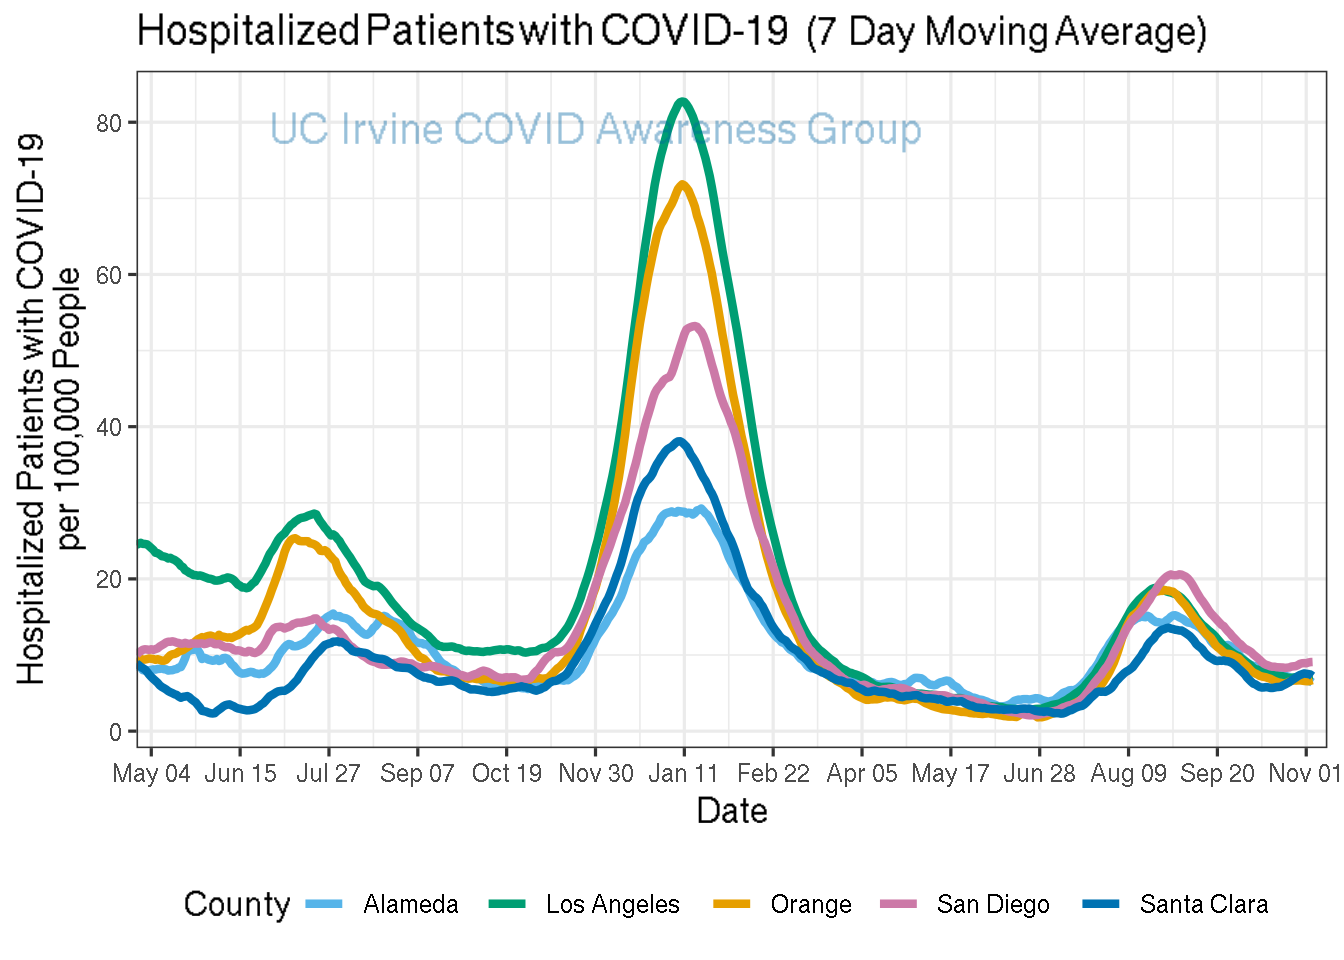 Hospitalized Patients with COVID-19 (7 Day Moving Average)
UC Irvine COVID Awareness Group
Hospitalized Patients with COVID-19
per 100,000 People
80
60
40
20
0
May 04 Jun 15 Jul 27 Sep 07 Oct 19 Nov 30 Jan 11 Feb 22 Apr 05 May 17 Jun 28 Aug 09 Sep 20 Nov 01
Date
County Alameda Los Angeles Orange San Diego Santa Clara